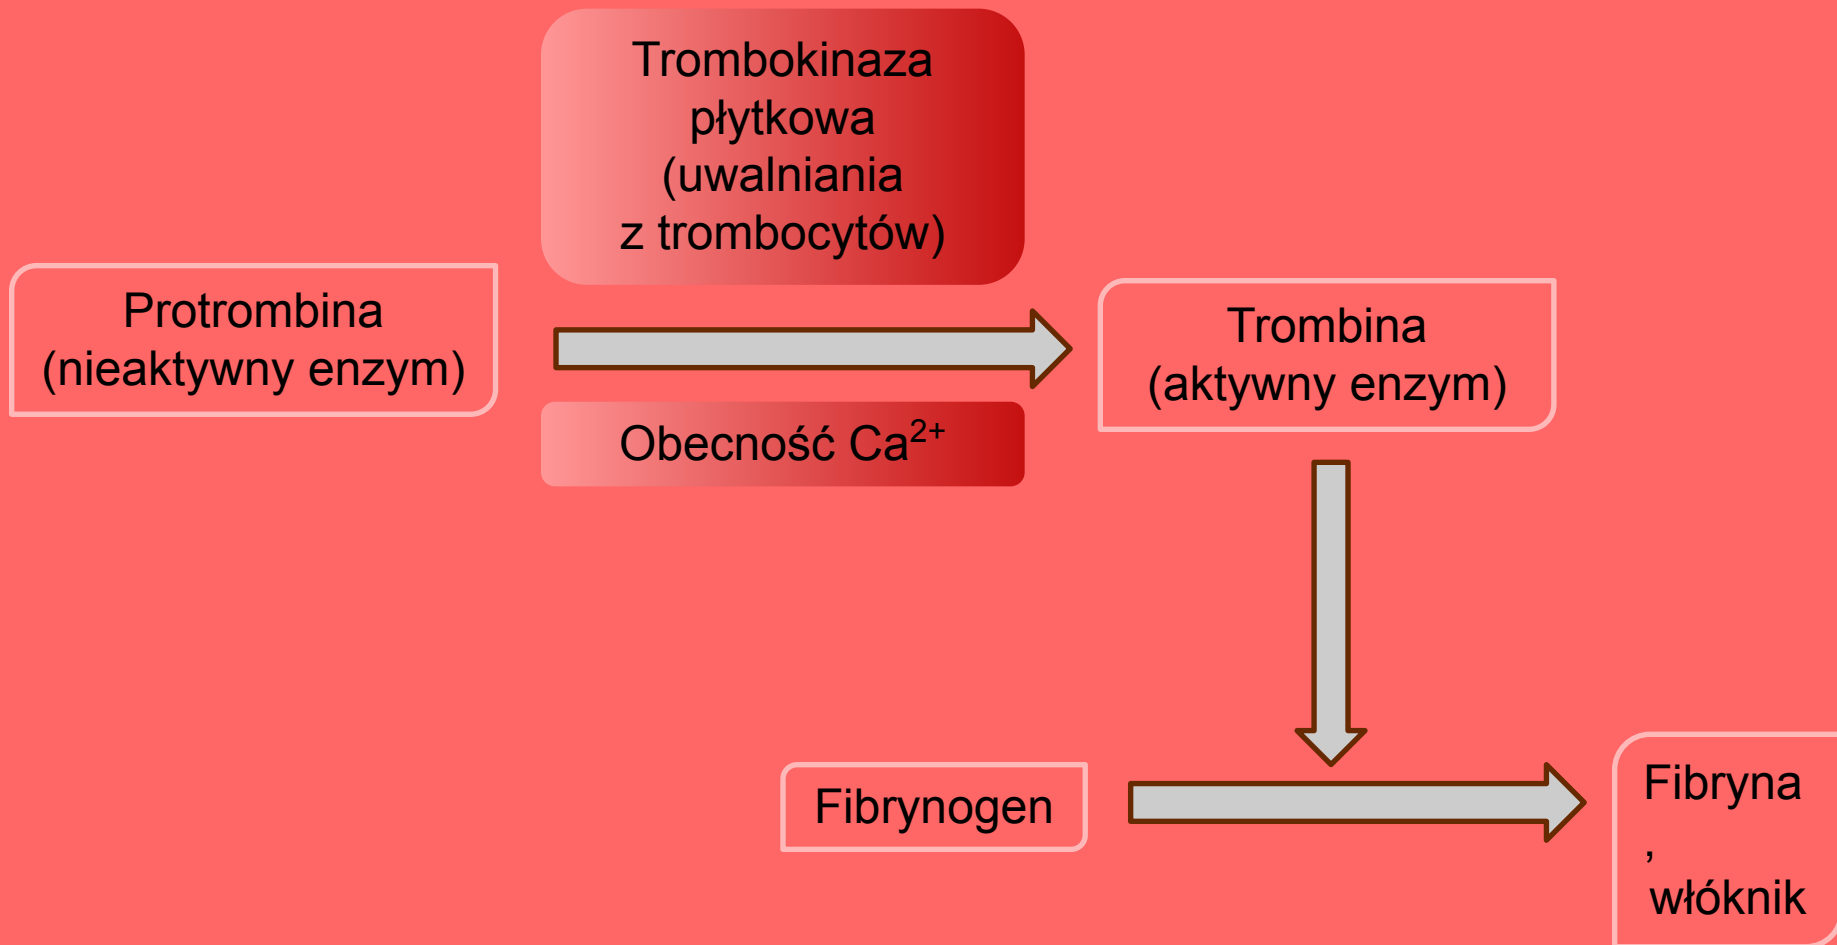 Trombokinaza
płytkowa
(uwalniania
z trombocytów)
Protrombina
(nieaktywny enzym)
Trombina
(aktywny enzym)
Obecność Ca²⁺
Fibrynogen
Fibryna
,
włóknik